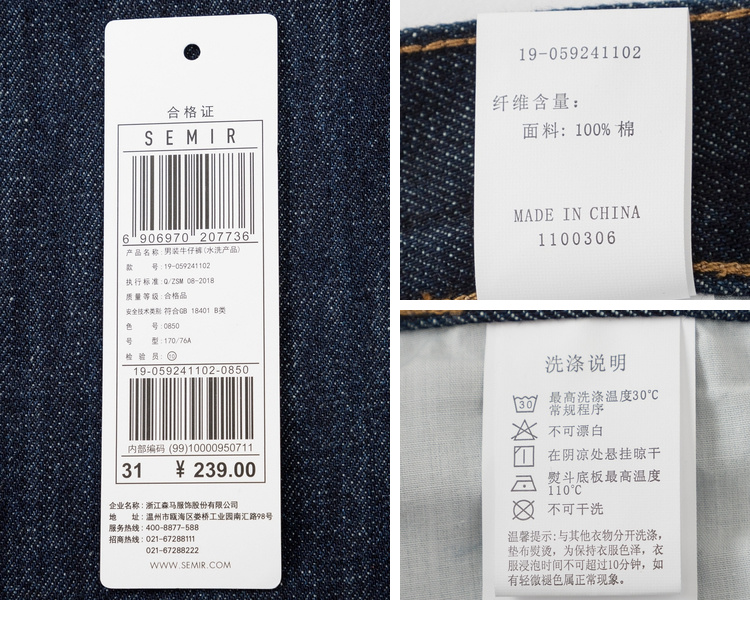 合格证
SEMIR
6 906970 207736
产品名称:男装牛仔裤(水洗产品)
款 号:19-059241102
执行标准:Q/ZSM 08-2018
质量等级:合格品
安全技术类别:符合GB 18401 B类
色 号:0850
号 型:170/76A
检 验 员:⑩
19-059241102-0850
内部编码 (99)10000950711
31 ¥ 239.00
企业名称:浙江森马服饰股份有限公司
地 址:温州市瓯海区娄桥工业园南汇路98号
服务热线:400-8877-588
招商热线:021-67288111
021-67288222
WWW.SEMIR.COM
19-059241102
纤维含量:
面料: 100% 棉
MADE IN CHINA
1100306
洗涤说明
30 最高洗涤温度30℃
常规程序
不可漂白
在阴凉处悬挂晾干
熨斗底板最高温度
110℃
不可干洗
温馨提示:与其他衣物分开洗涤,
垫布熨烫,为保持衣服色泽,衣
服浸泡时间不可超过10分钟,如
有轻微褪色属正常现象.